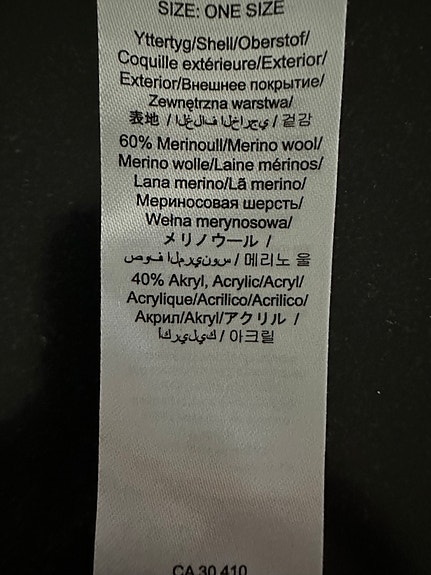 SIZE: ONE SIZE
Yttertyg/Shell/Oberstof/
Coquille extérieure/Exterior/
Exterior/Внешнее покрытие/
Zewnętrzna warstwa/
表地 / الغلاف الخارجي / 겉감
60% Merinoull/Merino wool/
Merino wolle/Laine mérinos/
Lana merino/Lã merino/
Мериносовая шерсть/
Wełna merynosowa/
メリノウール /
صوف المرينوس / 메리노 울
40% Akryl, Acrylic/Acryl/
Acrylique/Acrilico/Acrilico/
Акрил/Akryl/アクリル /
أكريليك / 아크릴
CA 30 410